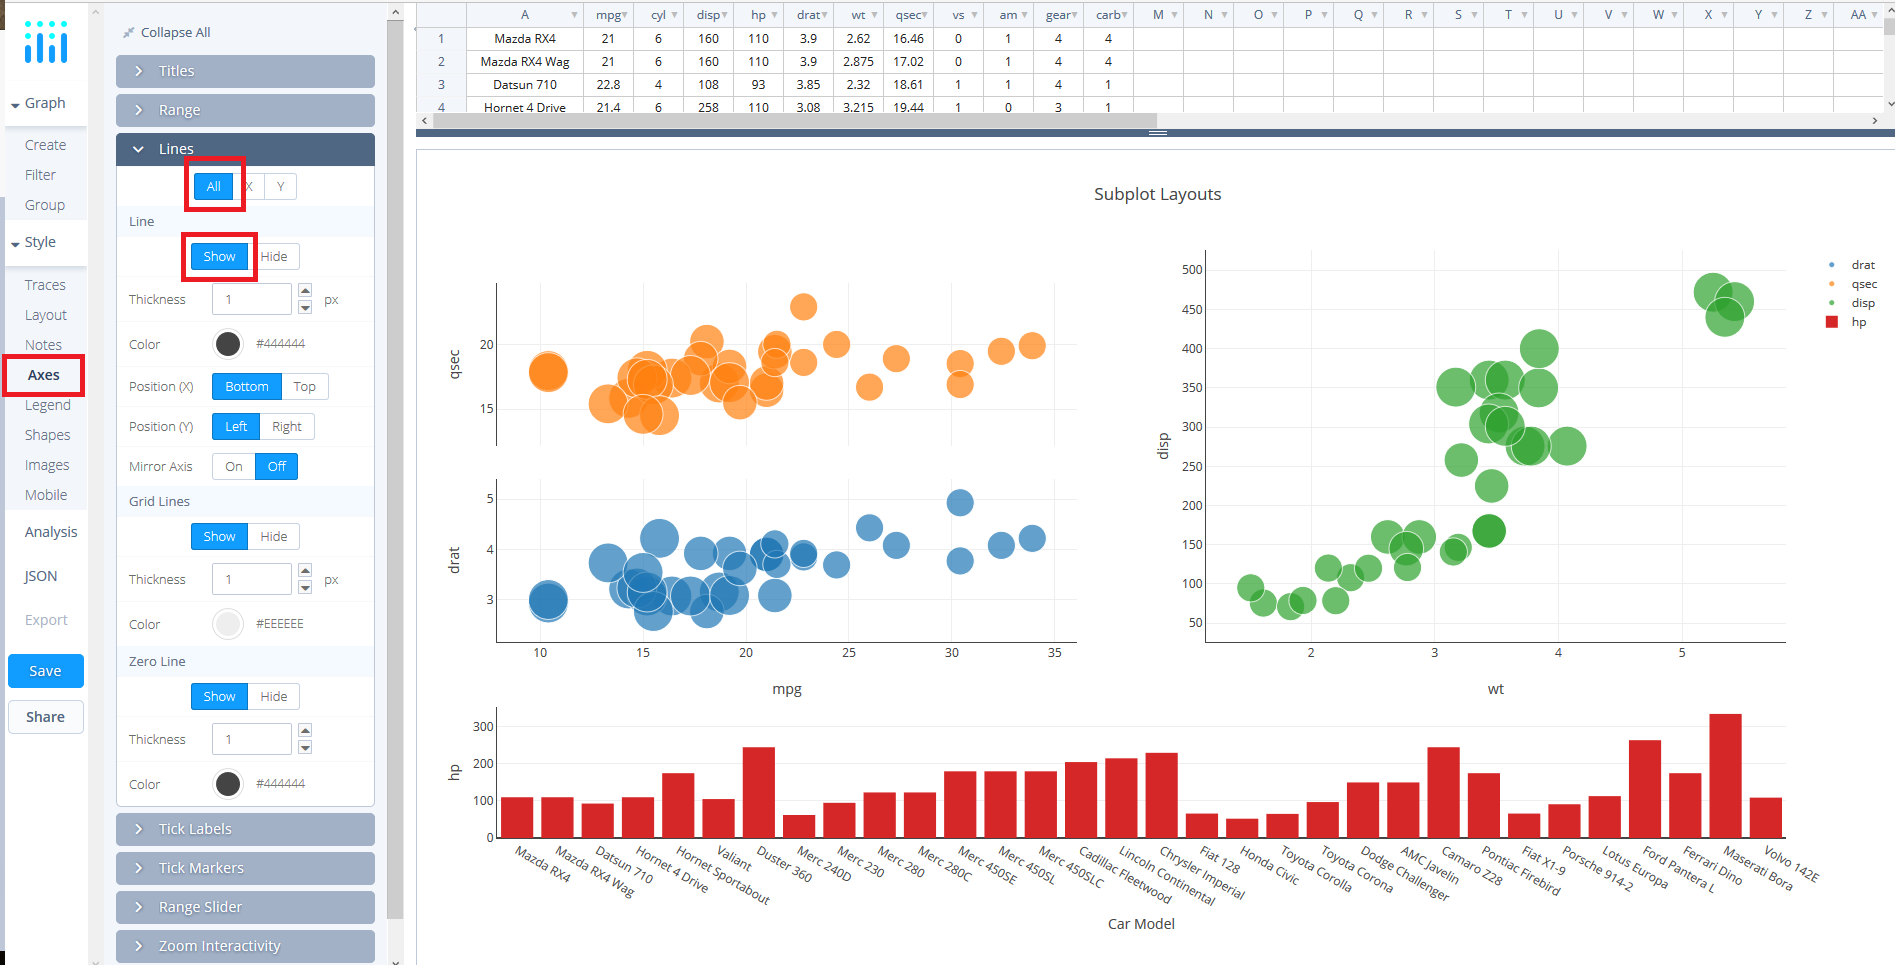 Graph
Create
Filter
Group
Style
Traces
Layout
Notes
Axes
Legend
Shapes
Images
Mobile
Analysis
JSON
Export
Save
Share
Collapse All
Titles
Range
Lines
All X Y
Line
Show Hide
Thickness 1 px
Color #444444
Position (X) Bottom Top
Position (Y) Left Right
Mirror Axis On Off
Grid Lines
Show Hide
Thickness 1 px
Color #EEEEEE
Zero Line
Show Hide
Thickness 1
Color #444444
Tick Labels
Tick Markers
Range Slider
Zoom Interactivity
A mpg cyl disp hp drat wt qsec vs am gear carb M N O P Q R S T U V W X Y Z AA
1 Mazda RX4 21 6 160 110 3.9 2.62 16.46 0 1 4 4
2 Mazda RX4 Wag 21 6 160 110 3.9 2.875 17.02 0 1 4 4
3 Datsun 710 22.8 4 108 93 3.85 2.32 18.61 1 1 4 1
4 Hornet 4 Drive 21.4 6 258 110 3.08 3.215 19.44 1 0 3 1
Subplot Layouts
qsec
20
15
drat
5
4
3
10 15 20 25 30 35
mpg
disp
500
450
400
350
300
250
200
150
100
50
2 3 4 5
wt
drat
qsec
disp
hp
hp
300
200
100
0
Mazda RX4
Mazda RX4 Wag
Datsun 710
Hornet 4 Drive
Hornet Sportabout
Valiant
Duster 360
Merc 240D
Merc 230
Merc 280
Merc 280C
Merc 450SE
Merc 450SL
Merc 450SLC
Cadillac Fleetwood
Lincoln Continental
Chrysler Imperial
Fiat 128
Honda Civic
Toyota Corolla
Toyota Corona
Dodge Challenger
AMC Javelin
Camaro Z28
Pontiac Firebird
Fiat X1-9
Porsche 914-2
Lotus Europa
Ford Pantera L
Ferrari Dino
Maserati Bora
Volvo 142E
Car Model